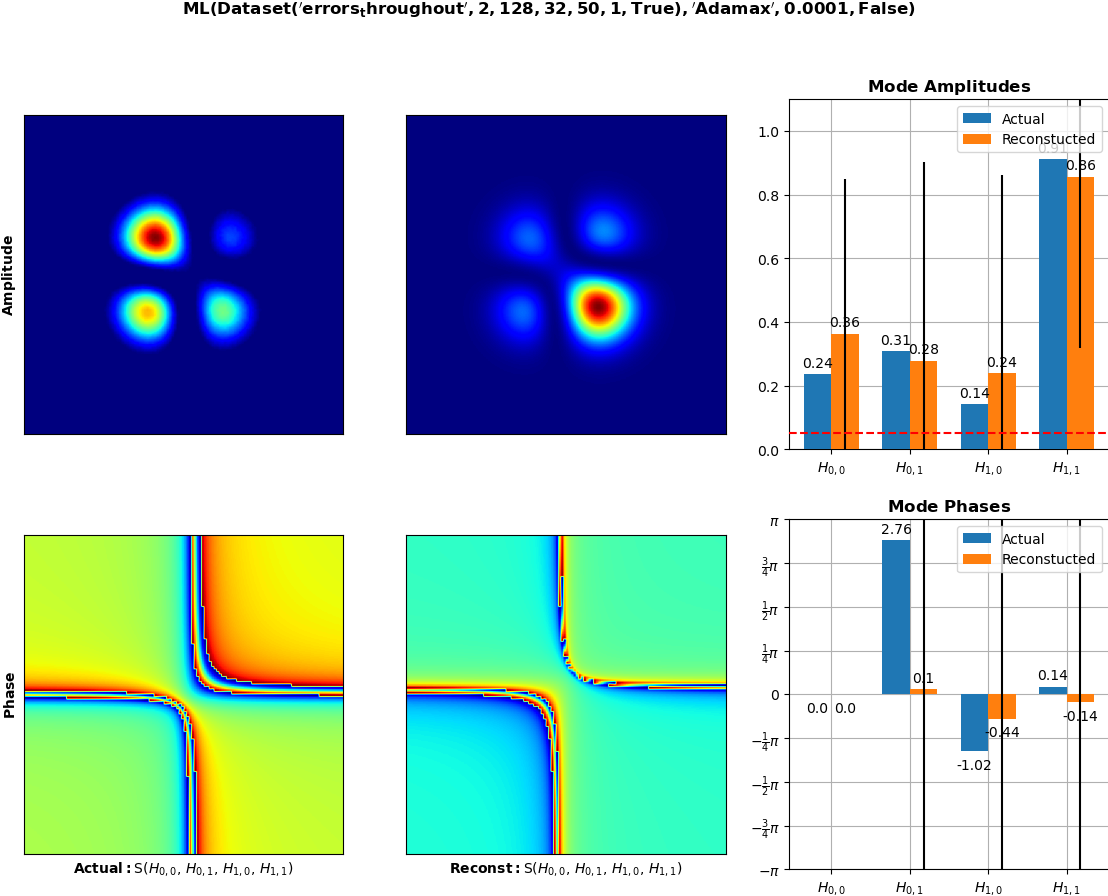 ML(Dataset('errors_throughout', 2, 128, 32, 50, 1, True), 'Adamax', 0.0001, False)
Amplitude
Mode Amplitudes
Actual
Reconstucted
1.0
0.8
0.6
0.4
0.2
0.0
0.24
0.36
0.31
0.28
0.14
0.24
0.91
0.86
H0,0
H0,1
H1,0
H1,1
Phase
Actual: S(H0,0, H0,1, H1,0, H1,1)
Reconst: S(H0,0, H0,1, H1,0, H1,1)
Mode Phases
Actual
Reconstucted
π
3/4π
1/2π
1/4π
0
−1/4π
−1/2π
−3/4π
−π
0.0
0.0
2.76
0.1
-1.02
-0.44
0.14
-0.14
H0,0
H0,1
H1,0
H1,1